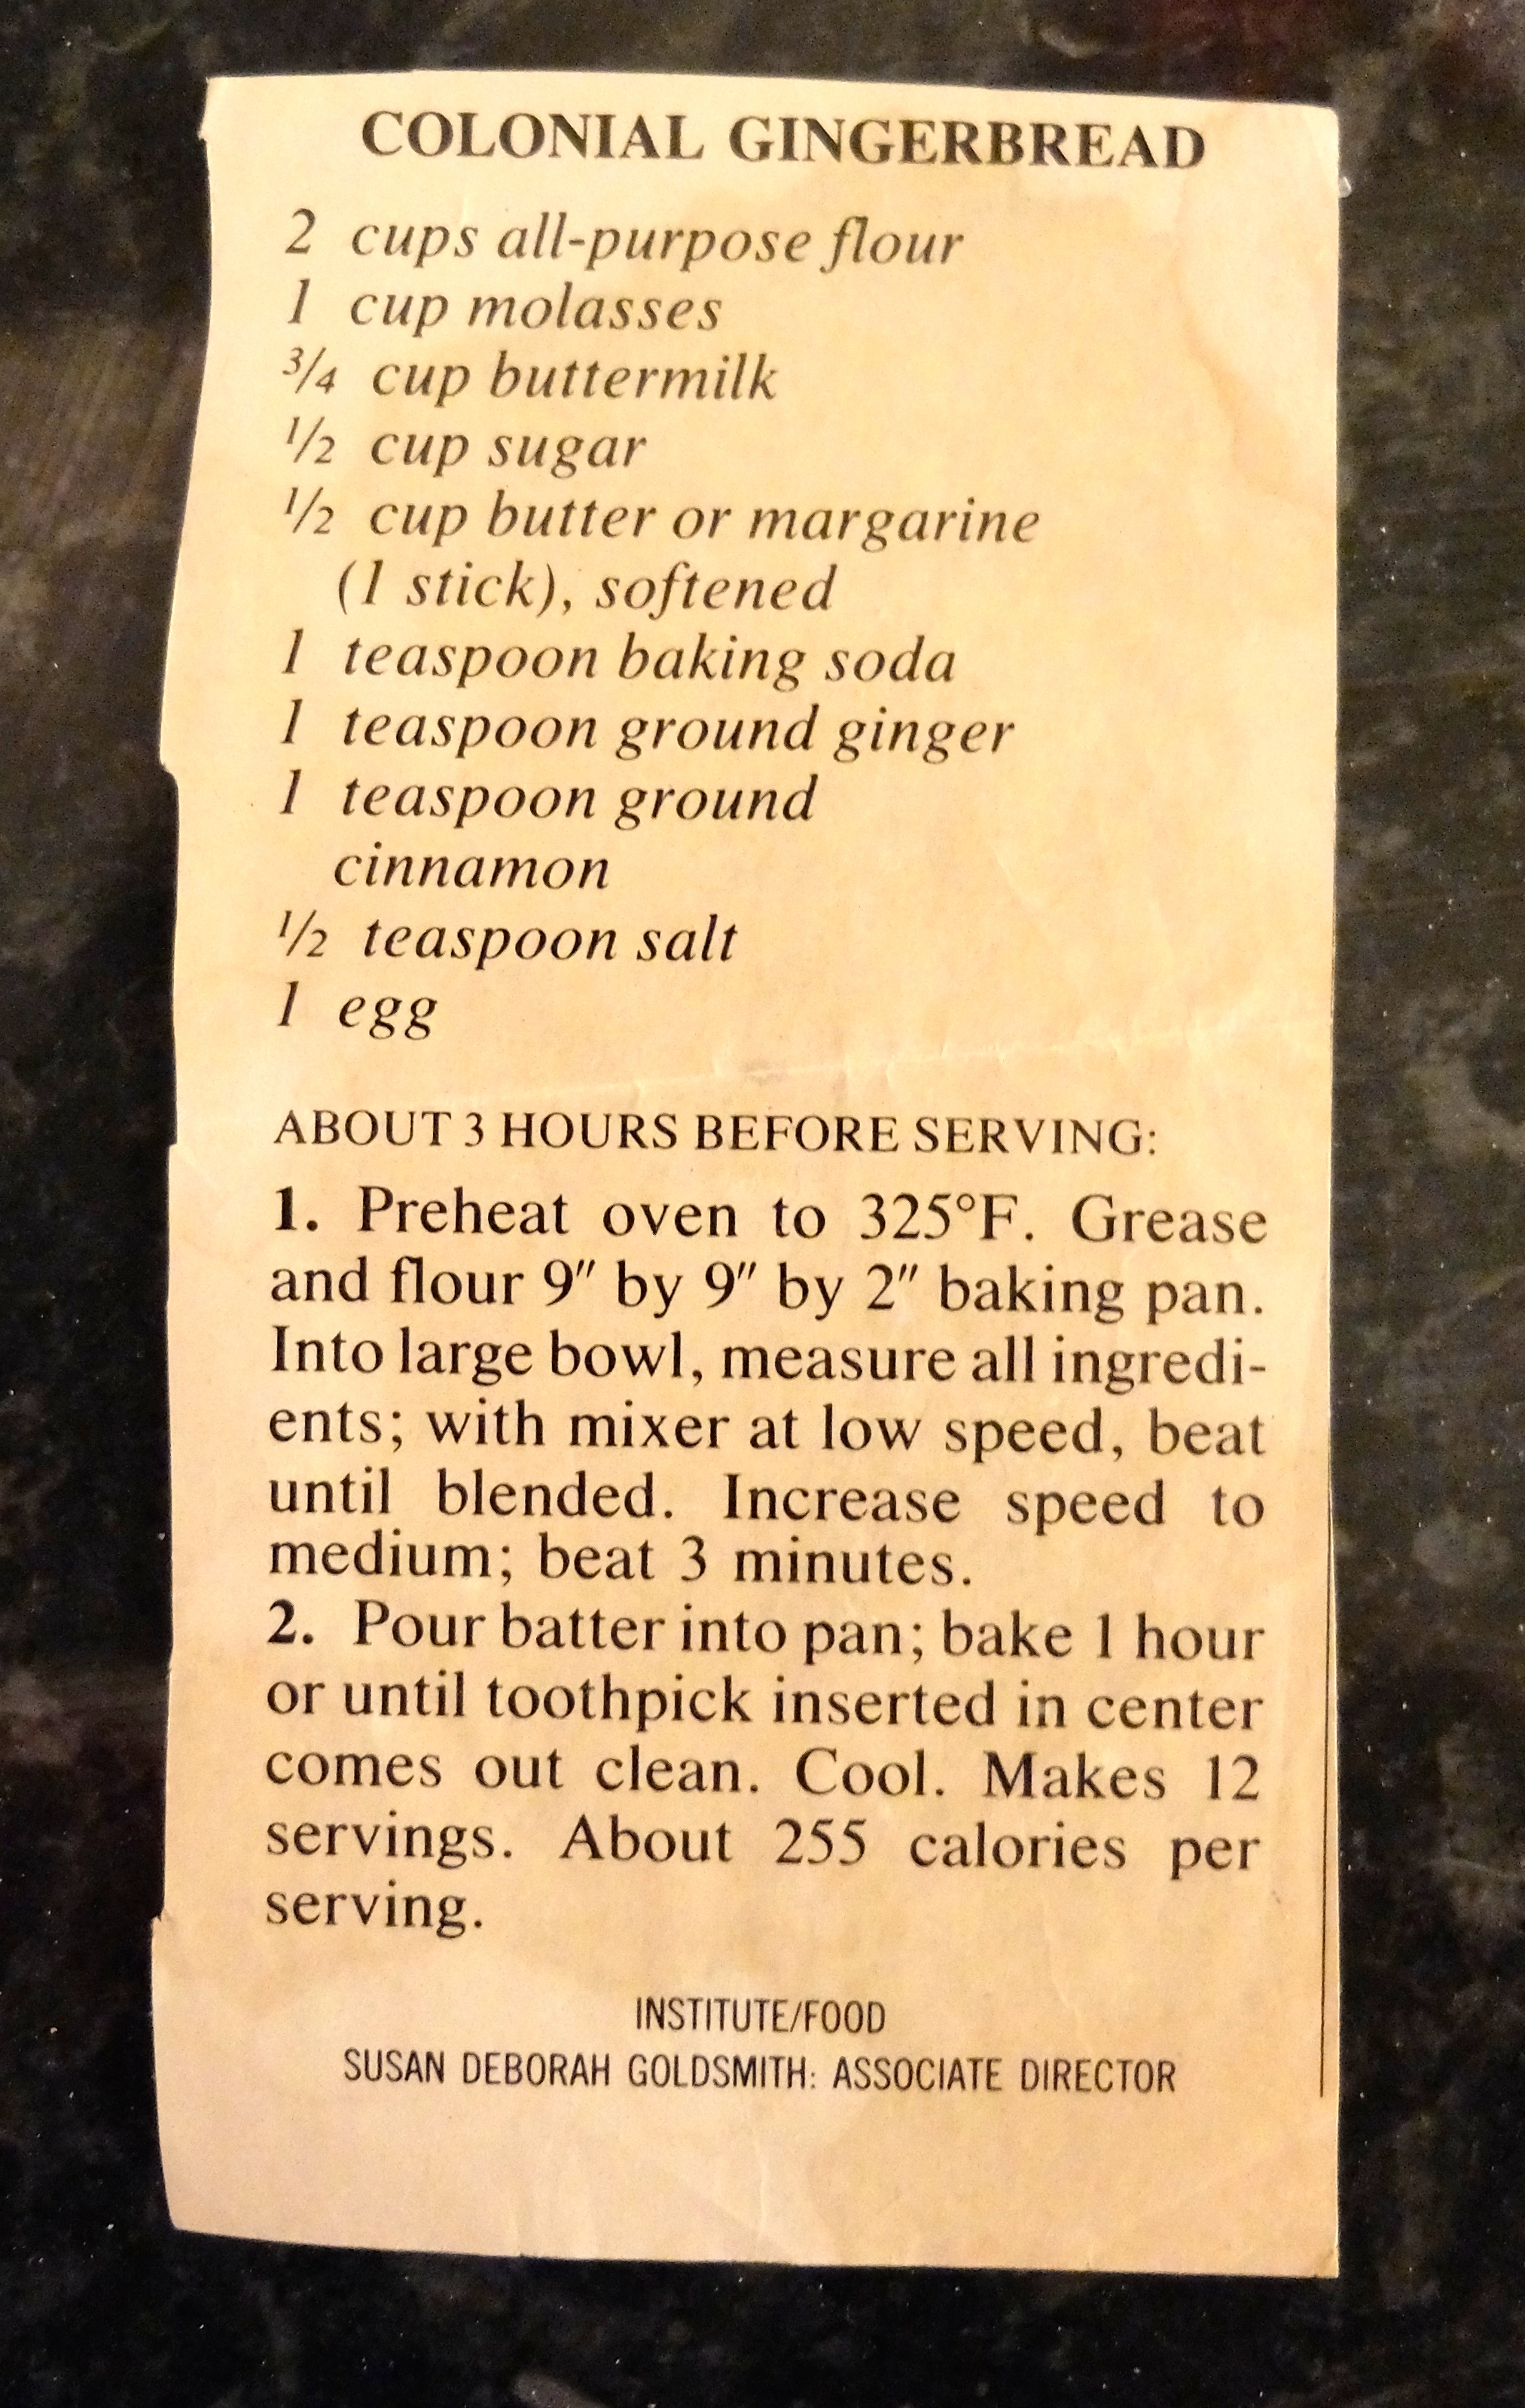 COLONIAL GINGERBREAD
2 cups all-purpose flour
1 cup molasses
3/4 cup buttermilk
1/2 cup sugar
1/2 cup butter or margarine
(1 stick), softened
1 teaspoon baking soda
1 teaspoon ground ginger
1 teaspoon ground
cinnamon
1/2 teaspoon salt
1 egg
ABOUT 3 HOURS BEFORE SERVING:
1. Preheat oven to 325°F. Grease
and flour 9″ by 9″ by 2″ baking pan.
Into large bowl, measure all ingredi-
ents; with mixer at low speed, beat
until blended. Increase speed to
medium; beat 3 minutes.
2. Pour batter into pan; bake 1 hour
or until toothpick inserted in center
comes out clean. Cool. Makes 12
servings. About 255 calories per
serving.
INSTITUTE/FOOD
SUSAN DEBORAH GOLDSMITH: ASSOCIATE DIRECTOR